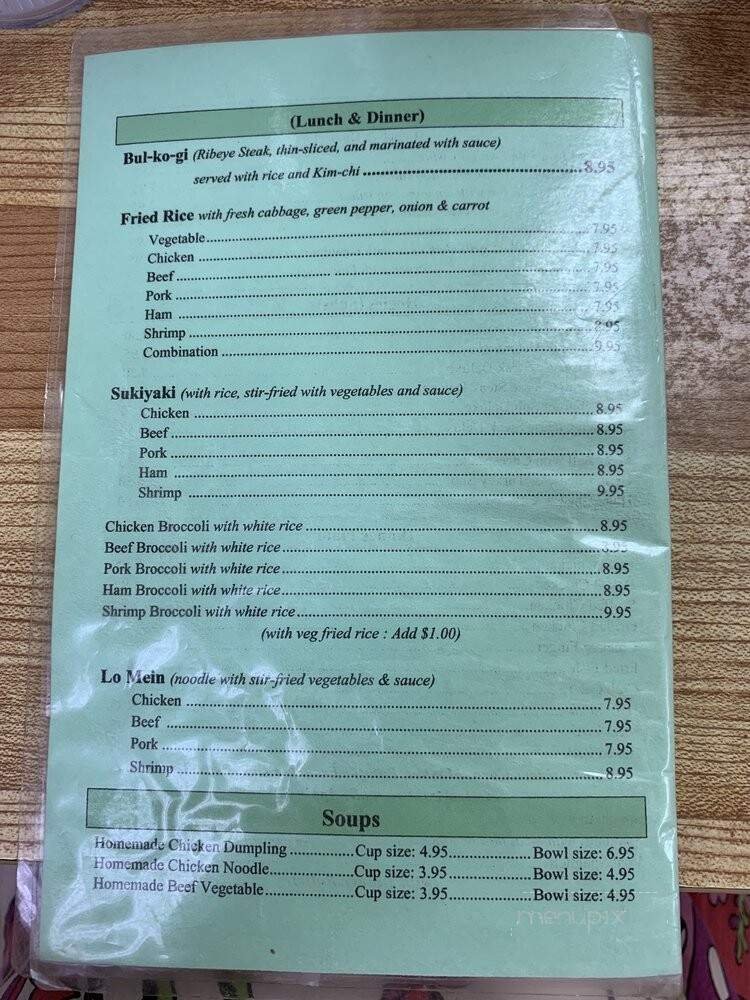 (Lunch & Dinner)
Bul-ko-gi (Ribeye Steak, thin-sliced, and marinated with sauce)
served with rice and Kim-chi ........ 8.95
Fried Rice with fresh cabbage, green pepper, onion & carrot
Vegetable ........ 7.95
Chicken ........ 7.95
Beef ........ 7.95
Pork ........ 7.95
Ham ........ 7.95
Shrimp ........ 8.95
Combination ........ 9.95
Sukiyaki (with rice, stir-fried with vegetables and sauce)
Chicken ........ 8.95
Beef ........ 8.95
Pork ........ 8.95
Ham ........ 8.95
Shrimp ........ 9.95
Chicken Broccoli with white rice ........ 8.95
Beef Broccoli with white rice ........ 8.95
Pork Broccoli with white rice ........ 8.95
Ham Broccoli with white rice ........ 8.95
Shrimp Broccoli with white rice ........ 9.95
(with veg fried rice : Add $1.00)
Lo Mein (noodle with stir-fried vegetables & sauce)
Chicken ........ 7.95
Beef ........ 7.95
Pork ........ 7.95
Shrimp ........ 8.95
Soups
Homemade Chicken Dumpling ........ Cup size: 4.95 ........ Bowl size: 6.95
Homemade Chicken Noodle ........ Cup size: 3.95 ........ Bowl size: 4.95
Homemade Beef Vegetable ........ Cup size: 3.95 ........ Bowl size: 4.95
menupix